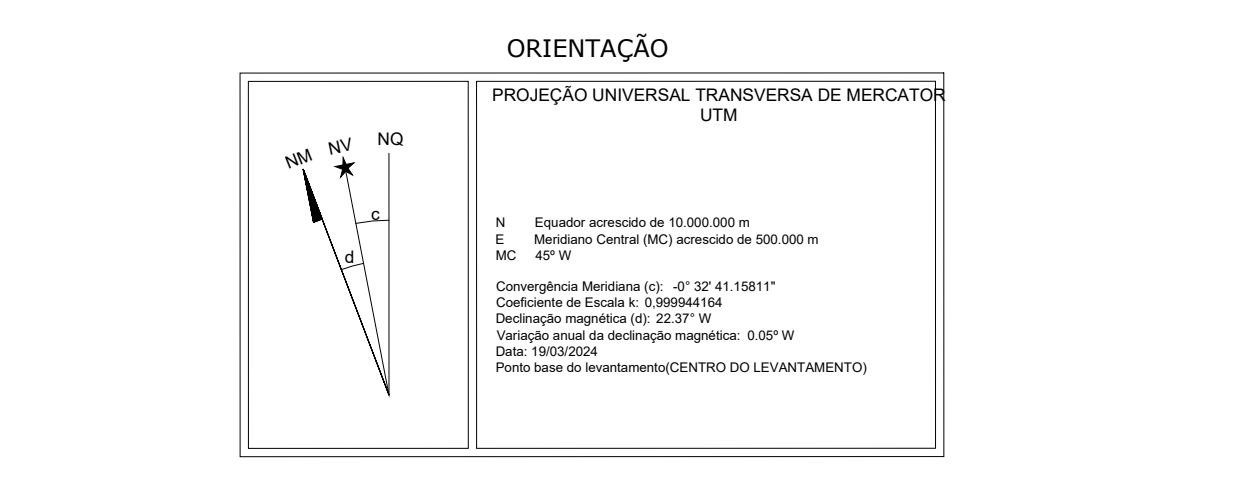 ORIENTAÇÃO
NM NV NQ
c
d
PROJEÇÃO UNIVERSAL TRANSVERSA DE MERCATOR
UTM
N Equador acrescido de 10.000.000 m
E Meridiano Central (MC) acrescido de 500.000 m
MC 45º W
Convergência Meridiana (c): -0° 32' 41.15811"
Coeficiente de Escala k: 0,999944164
Declinação magnética (d): 22.37° W
Variação anual da declinação magnética: 0.05º W
Data: 19/03/2024
Ponto base do levantamento(CENTRO DO LEVANTAMENTO)